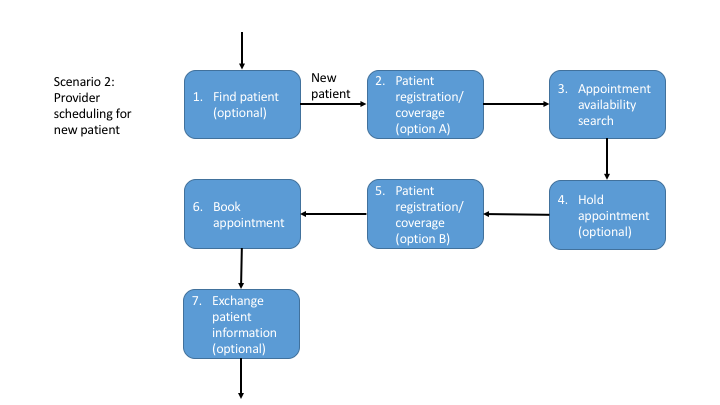 Scenario 2:
Provider
scheduling for
new patient
1. Find patient
(optional)
New
patient
2. Patient
registration/
coverage
(option A)
3. Appointment
availability
search
4. Hold
appointment
(optional)
5. Patient
registration/
coverage
(option B)
6. Book
appointment
7. Exchange
patient
information
(optional)